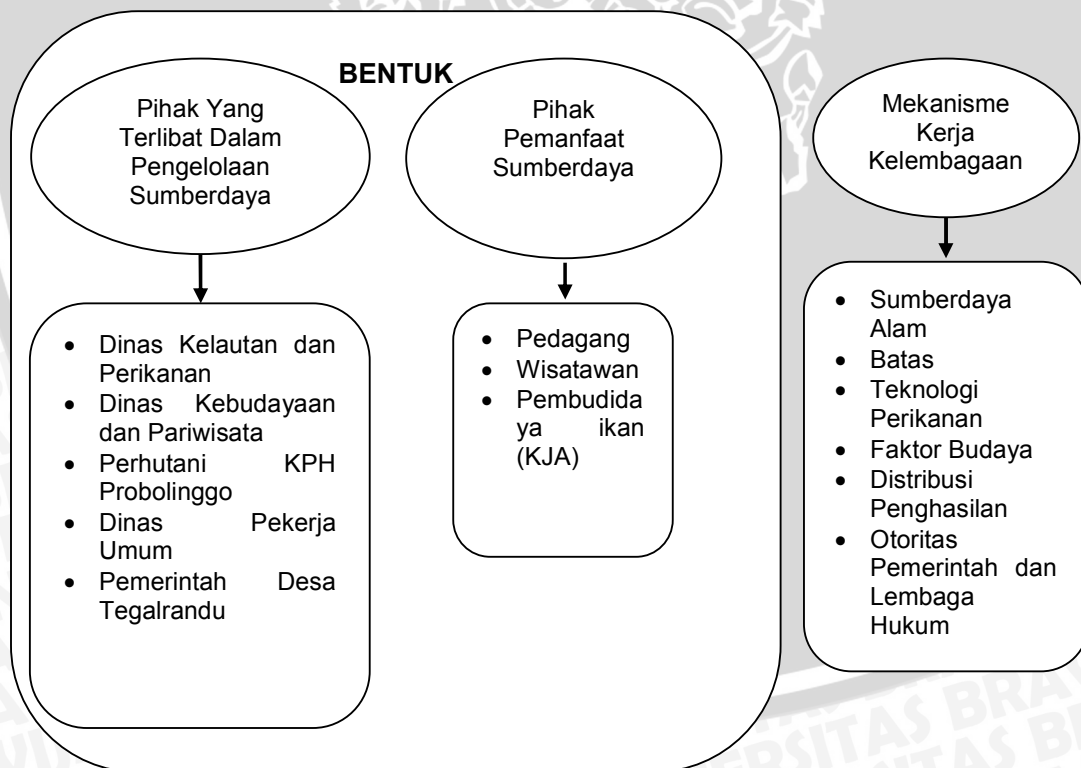 BENTUK
Pihak Yang
Terlibat Dalam
Pengelolaan
Sumberdaya
Pihak
Pemanfaat
Sumberdaya
Mekanisme
Kerja
Kelembagaan
• Dinas Kelautan dan
Perikanan
• Dinas Kebudayaan
dan Pariwisata
• Perhutani KPH
Probolinggo
• Dinas Pekerja
Umum
• Pemerintah Desa
Tegalrandu
• Pedagang
• Wisatawan
• Pembudida
ya ikan
(KJA)
• Sumberdaya
Alam
• Batas
• Teknologi
Perikanan
• Faktor Budaya
• Distribusi
Penghasilan
• Otoritas
Pemerintah dan
Lembaga
Hukum